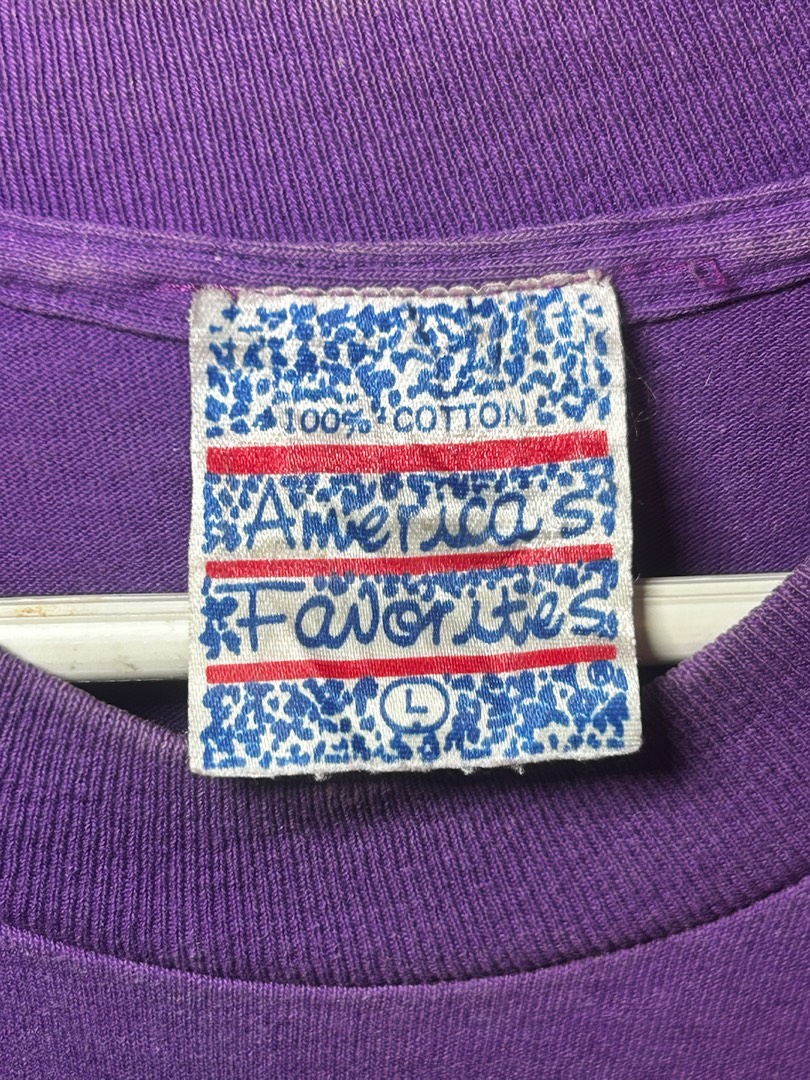 100% COTTON
America's
Favorites
®
L